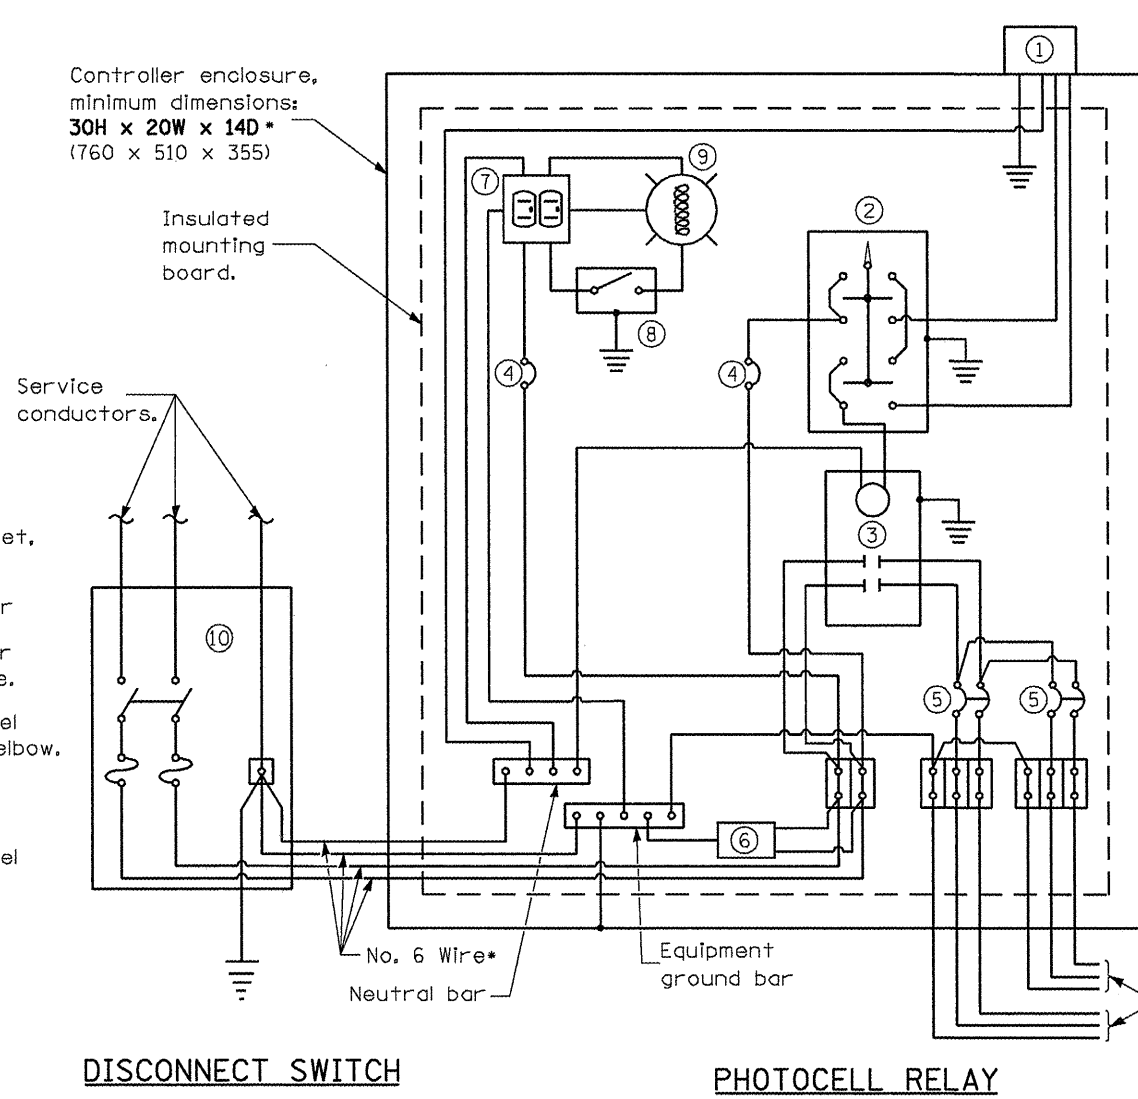 Controller enclosure,
minimum dimensions:
30H x 20W x 14D *
(760 x 510 x 355)
Insulated
mounting
board.
Service
conductors.
et,
r
r
e.
el
elbow.
el
1
2
3
4
4
5
5
6
7
8
9
10
No. 6 Wire*
Neutral bar
Equipment
ground bar
DISCONNECT SWITCH
PHOTOCELL RELAY